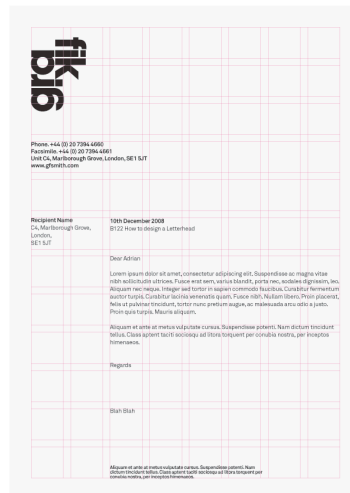 grafik
Phone. +44 (0) 20 7394 4660
Facsimile. +44 (0) 20 7394 4661
Unit C4, Marlborough Grove, London, SE1 5JT
www.gfsmith.com
Recipient Name
C4, Marlborough Grove,
London,
SE1 5JT
10th December 2008
B122 How to design a Letterhead
Dear Adrian
Lorem ipsum dolor sit amet, consectetur adipiscing elit. Suspendisse ac magna vitae
nibh sollicitudin ultrices. Fusce erat sem, varius blandit, porta nec, sodales dignissim, leo.
Aliquam nec neque. Integer sed tortor in sapien commodo faucibus. Curabitur fermentum
auctor turpis. Curabitur lacinia venenatis quam. Fusce nibh. Nullam libero. Proin placerat,
felis ut pulvinar tincidunt, tortor nunc pretium augue, ac malesuada arcu odio a justo.
Proin quis turpis. Mauris aliquam.
Aliquam et ante at metus vulputate cursus. Suspendisse potenti. Nam dictum tincidunt
tellus. Class aptent taciti sociosqu ad litora torquent per conubia nostra, per inceptos
himenaeos.
Regards
Blah Blah
Aliquam et ante at metus vulputate cursus. Suspendisse potenti. Nam
dictum tincidunt tellus. Class aptent taciti sociosqu ad litora torquent per
conubia nostra, per inceptos himenaeos.